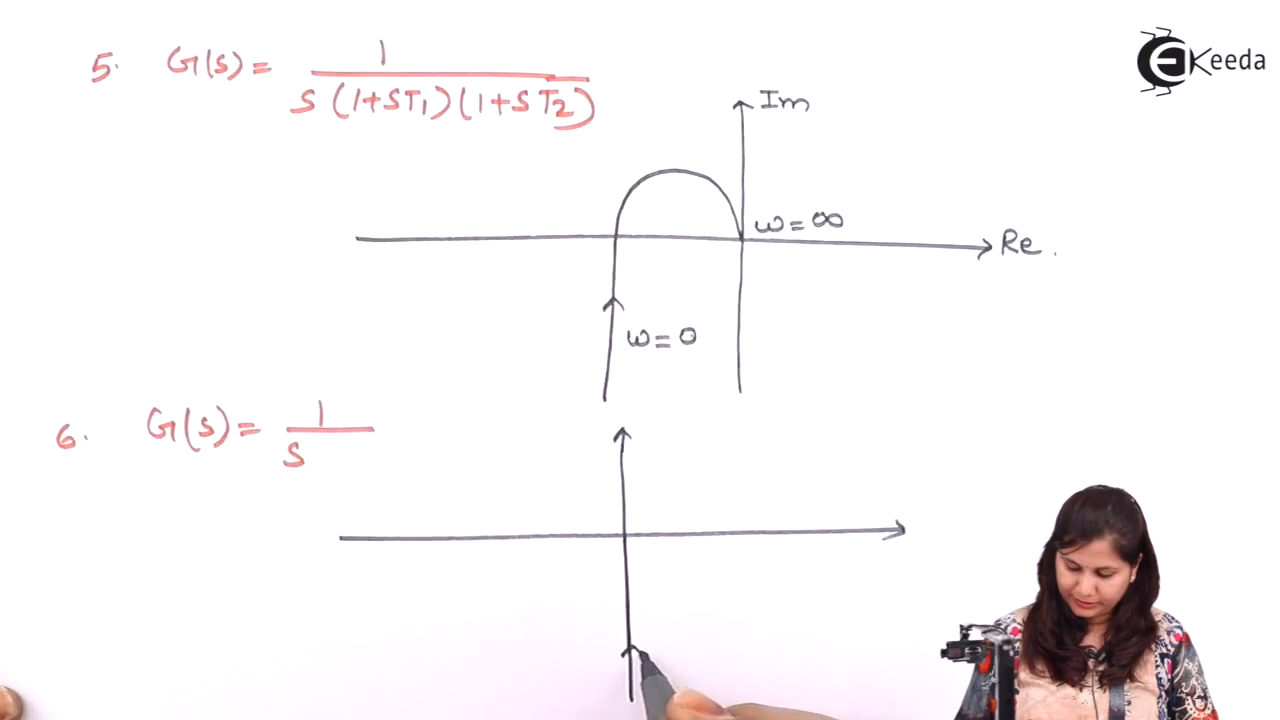 5. G(s) = 1 / s(1+sT₁)(1+sT₂)
EKeeda
Im
ω=∞
Re.
ω=0
6. G(s) = 1 / s